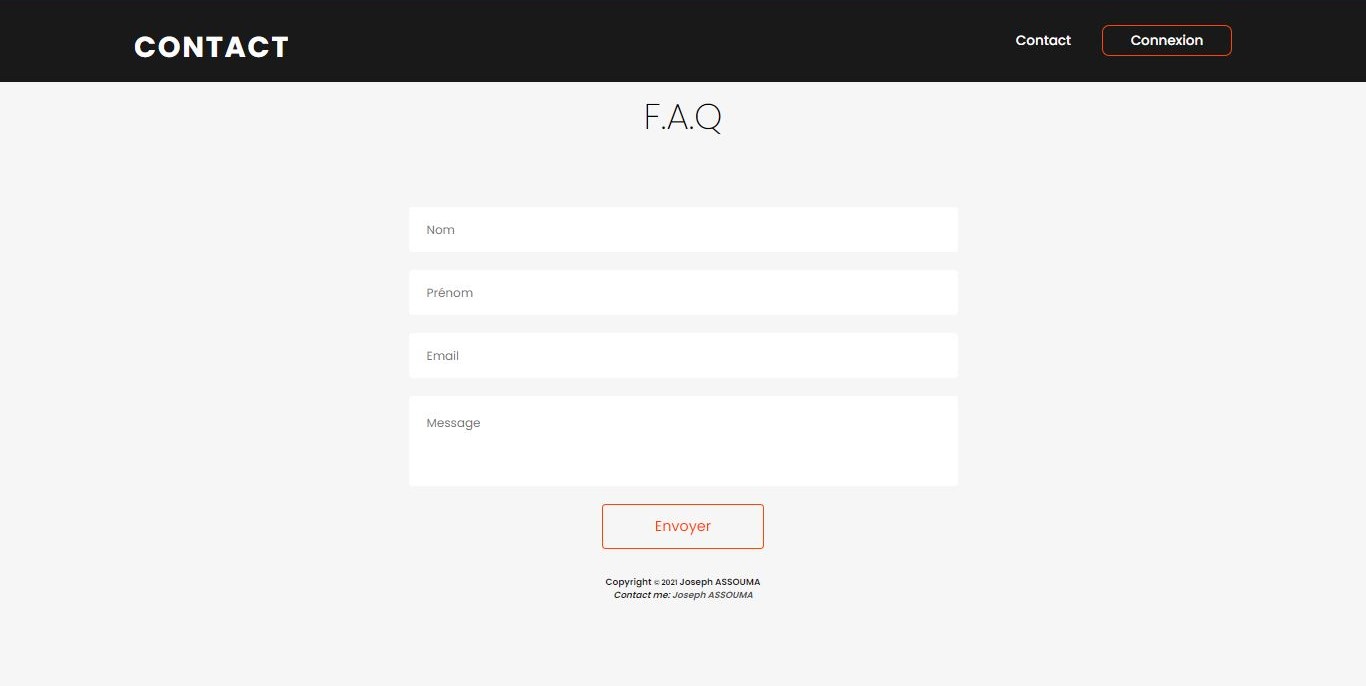 CONTACT
Contact
Connexion
F.A.Q
Nom
Prénom
Email
Message
Envoyer
Copyright © 2021 Joseph ASSOUMA
Contact me: Joseph ASSOUMA